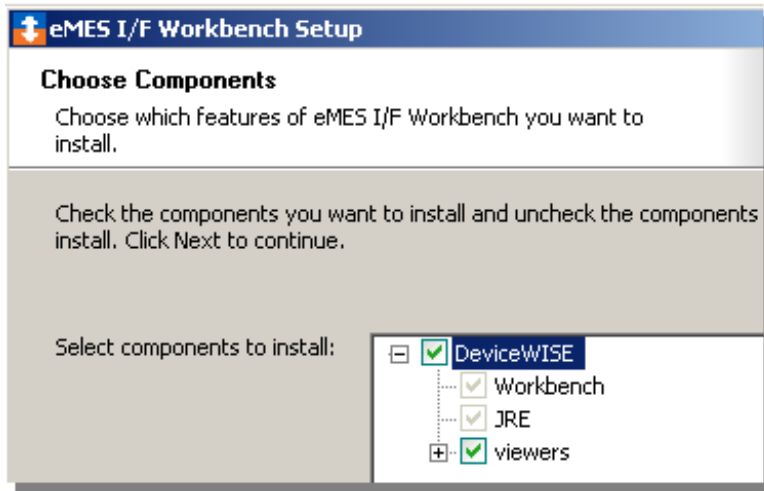 eMES I/F Workbench Setup
Choose Components
Choose which features of eMES I/F Workbench you want to
install.
Check the components you want to install and uncheck the components
install. Click Next to continue.
Select components to install:
DeviceWISE
Workbench
JRE
viewers